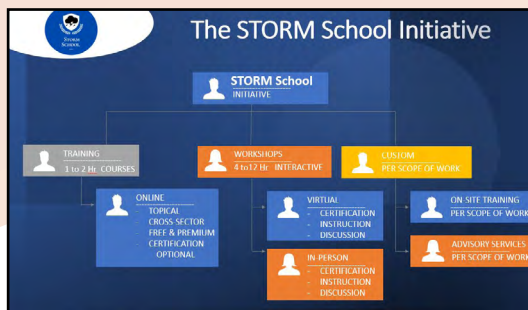 STORM
SCHOOL
The STORM School Initiative
STORM School
INITIATIVE
TRAINING
1 to 2 Hr COURSES
WORKSHOPS
4 to12 Hr INTERACTIVE
CUSTOM
PER SCOPE OF WORK
ONLINE
- TOPICAL
- CROSS-SECTOR
- FREE & PREMIUM
- CERTIFICATION
OPTIONAL
VIRTUAL
- CERTIFICATION
- INSTRUCTION
- DISCUSSION
IN-PERSON
- CERTIFICATION
- INSTRUCTION
- DISCUSSION
ON-SITE TRAINING
PER SCOPE OF WORK
ADVISORY SERVICES
PER SCOPE OF WORK